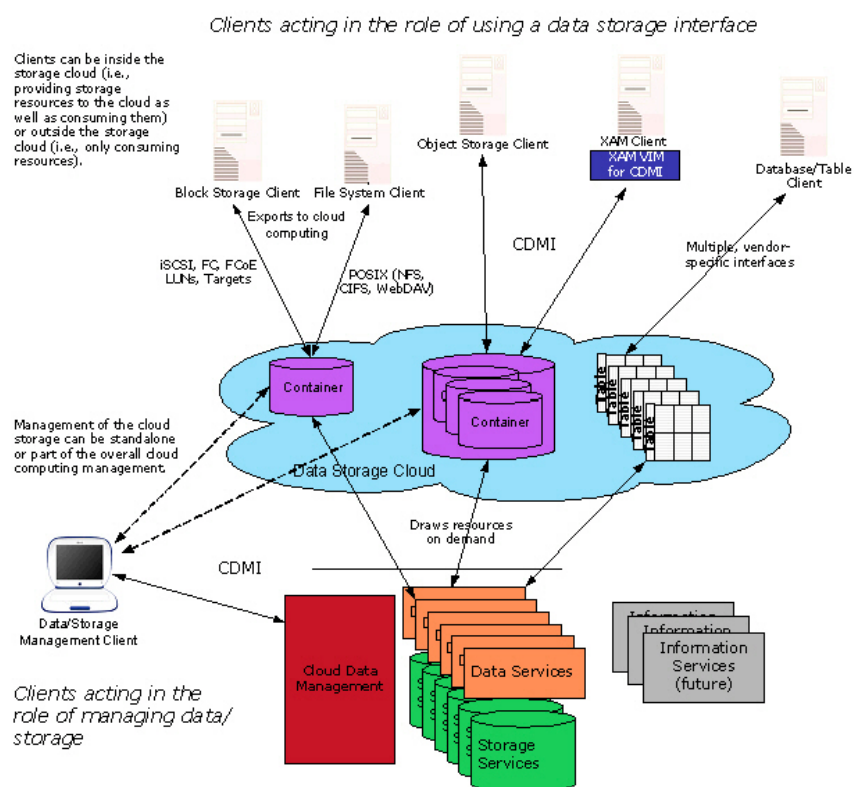 Clients acting in the role of using a data storage interface
Clients can be inside the
storage cloud (i.e.,
providing storage
resources to the cloud as
well as consuming them)
or outside the storage
cloud (i.e., only consuming
resources).
Block Storage Client
File System Client
Object Storage Client
XAM Client
XAM VIM
for CDMI
Database/Table
Client
Exports to cloud
computing
iSCSI, FC, FCoE
LUNs, Targets
POSIX (NFS,
CIFS, WebDAV)
CDMI
Multiple, vendor-
specific interfaces
Container
Container
Table
Table
Table
Table
Table
Data Storage Cloud
Management of the cloud
storage can be standalone
or part of the overall cloud
computing management.
Draws resources
on demand
CDMI
Data/Storage
Management Client
Cloud Data
Management
Data Services
Storage
Services
Information
Information
Information
Services
(future)
Clients acting in the
role of managing data/
storage